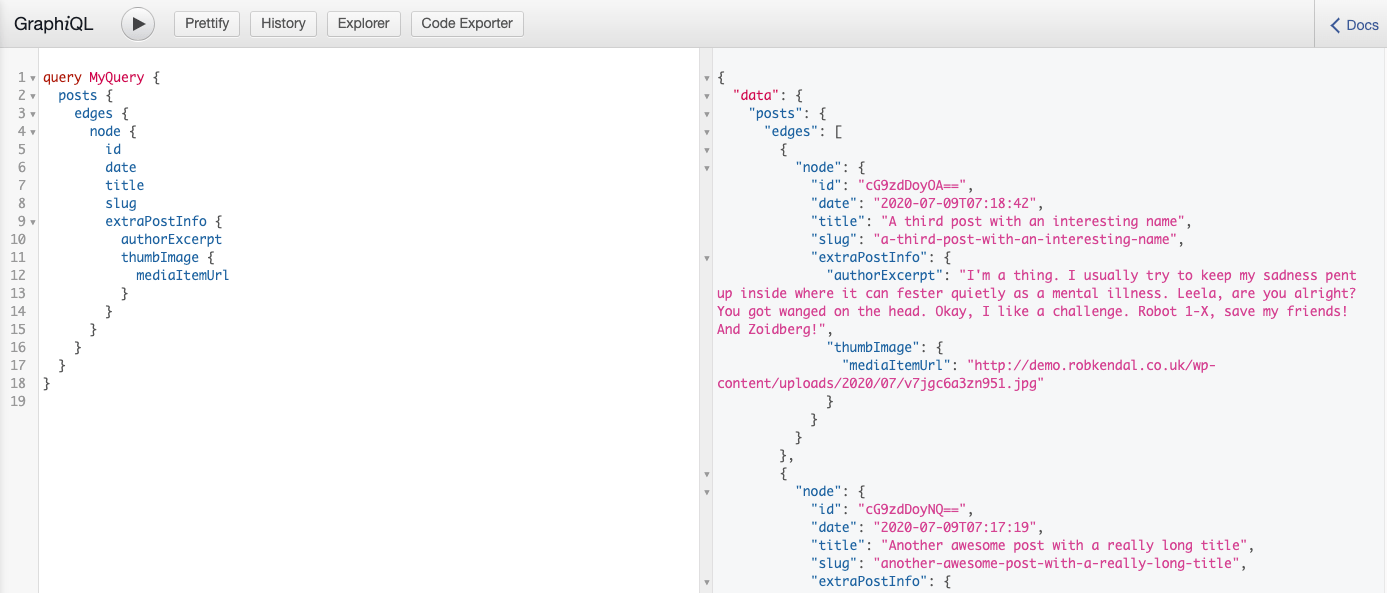 GraphiQL
Prettify
History
Explorer
Code Exporter
Docs
1 query MyQuery {
2 posts {
3 edges {
4 node {
5 id
6 date
7 title
8 slug
9 extraPostInfo {
10 authorExcerpt
11 thumbImage {
12 mediaItemUrl
13 }
14 }
15 }
16 }
17 }
18 }
19
{
"data": {
"posts": {
"edges": [
{
"node": {
"id": "cG9zdDoyOA==",
"date": "2020-07-09T07:18:42",
"title": "A third post with an interesting name",
"slug": "a-third-post-with-an-interesting-name",
"extraPostInfo": {
"authorExcerpt": "I'm a thing. I usually try to keep my sadness pent
up inside where it can fester quietly as a mental illness. Leela, are you alright?
You got wanged on the head. Okay, I like a challenge. Robot 1-X, save my friends!
And Zoidberg!",
"thumbImage": {
"mediaItemUrl": "http://demo.robkendal.co.uk/wp-
content/uploads/2020/07/v7jgc6a3zn951.jpg"
}
}
}
},
{
"node": {
"id": "cG9zdDoyNQ==",
"date": "2020-07-09T07:17:19",
"title": "Another awesome post with a really long title",
"slug": "another-awesome-post-with-a-really-long-title",
"extraPostInfo": {